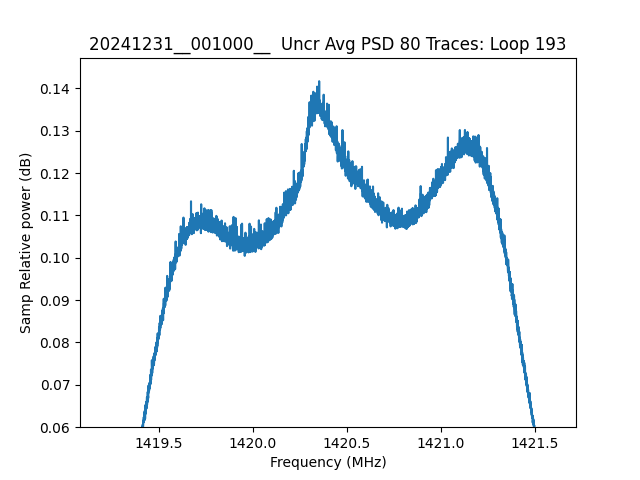 20241231__001000__  Uncr Avg PSD 80 Traces: Loop 193
0.14
0.13
0.12
0.11
0.10
0.09
0.08
0.07
0.06
Samp Relative power (dB)
1419.5 1420.0 1420.5 1421.0 1421.5
Frequency (MHz)